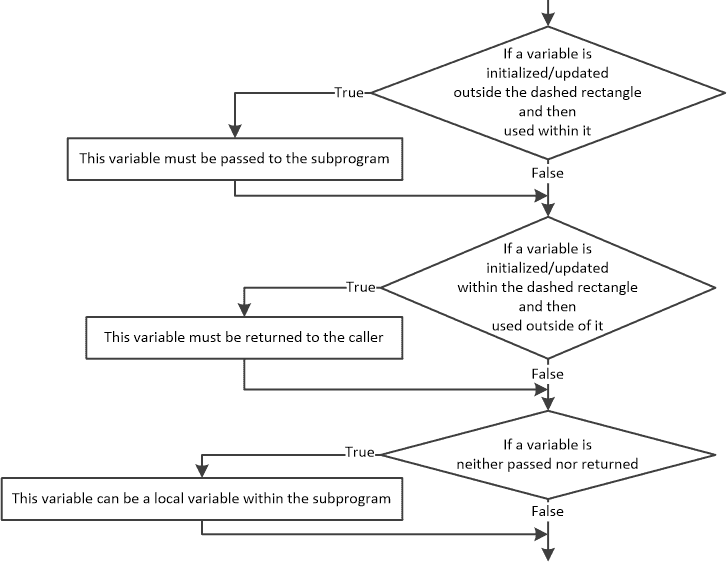 If a variable is
initialized/updated
outside the dashed rectangle
and then
used within it
True
This variable must be passed to the subprogram
False
If a variable is
initialized/updated
within the dashed rectangle
and then
used outside of it
True
This variable must be returned to the caller
False
If a variable is
neither passed nor returned
True
This variable can be a local variable within the subprogram
False